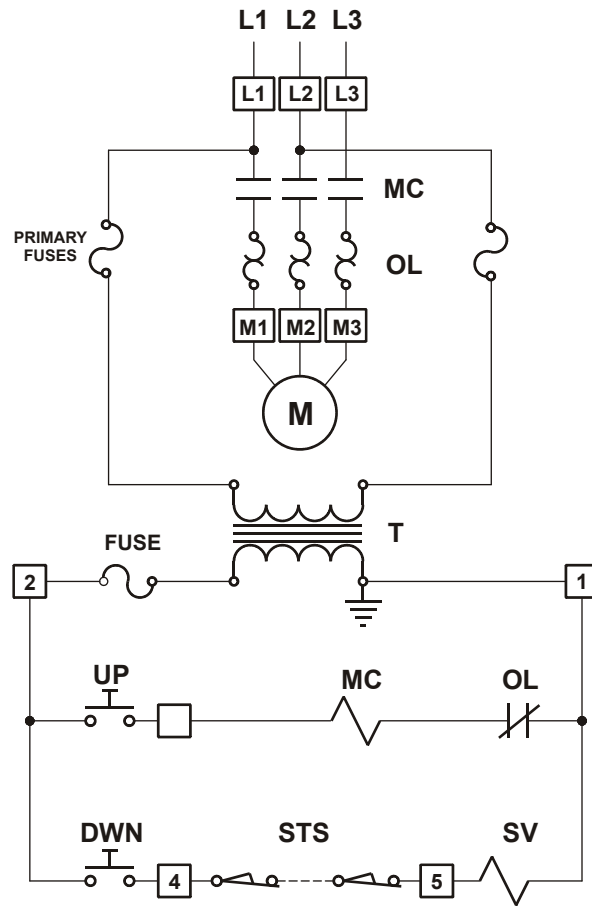 L1 L2 L3
L1 L2 L3
MC
PRIMARY
FUSES
OL
M1 M2 M3
M
T
FUSE
2
1
UP
MC
OL
DWN
STS
SV
4
5